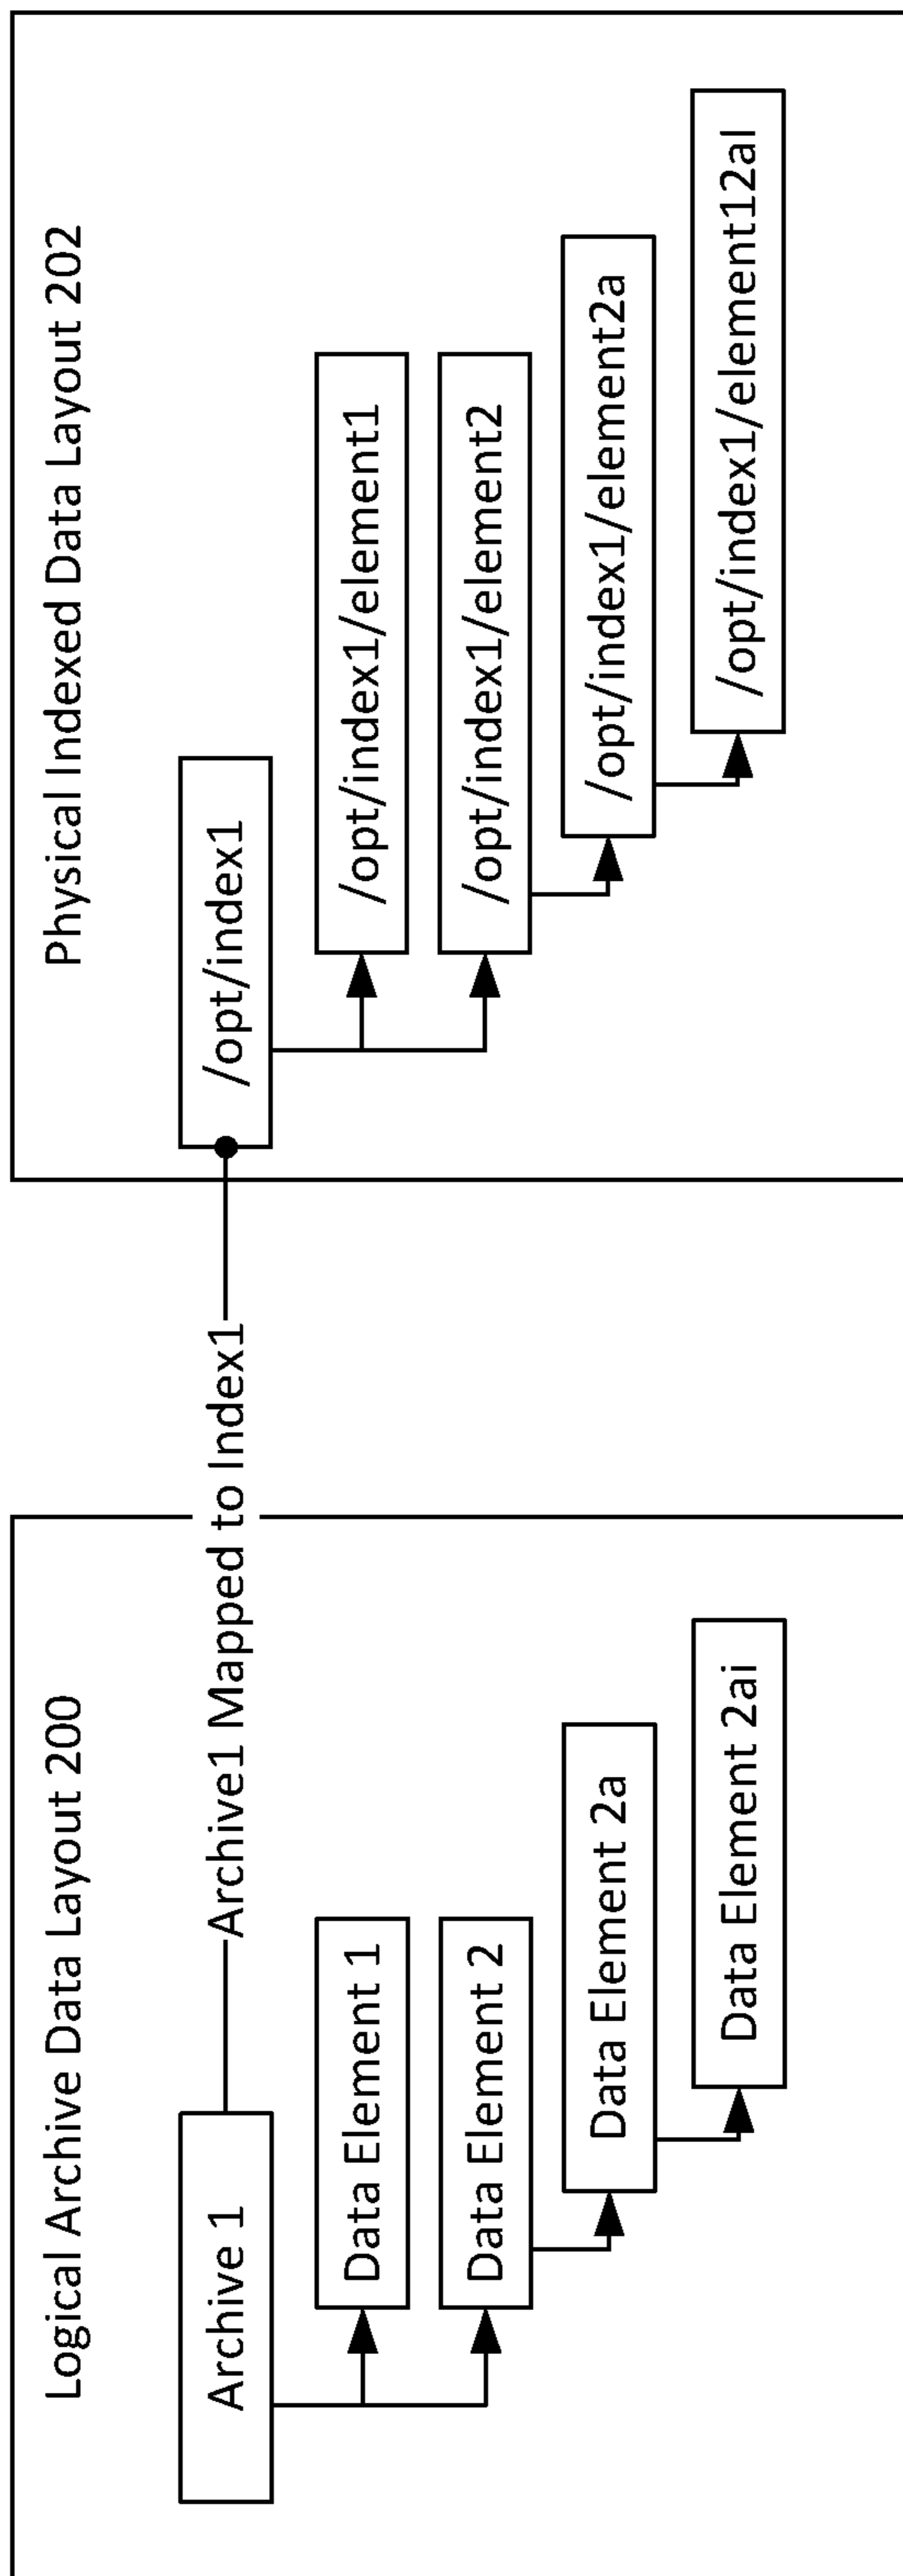 Logical Archive Data Layout 200
Archive 1
Data Element 1
Data Element 2
Data Element 2a
Data Element 2ai
Archive1 Mapped to Index1
Physical Indexed Data Layout 202
/opt/index1
/opt/index1/element1
/opt/index1/element2
/opt/index1/element2a
/opt/index1/element12aI